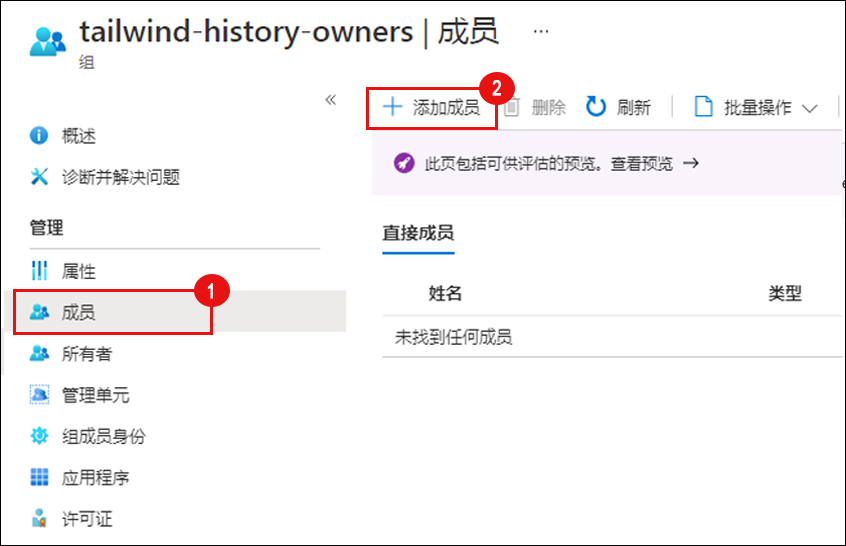 tailwind-history-owners | 成员 ...
组
«
2
添加成员 删除 刷新 批量操作
概述
此页包括可供评估的预览。查看预览 →
诊断并解决问题
管理
直接成员
属性
1
姓名 类型
成员
未找到任何成员
所有者
管理单元
组成员身份
应用程序
许可证